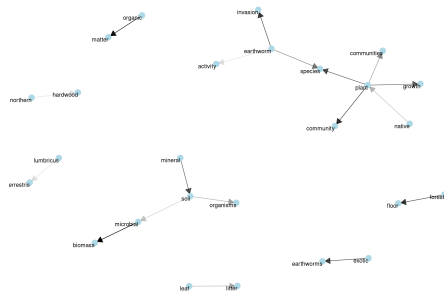 organic
invasion
matter
earthworm
communities
activity
species
plant
growth
northern
hardwood
community
native
lumbricus
mineral
errestris
soil
organisms
forest
floor
microbial
biomass
exotic
earthworms
leaf
litter